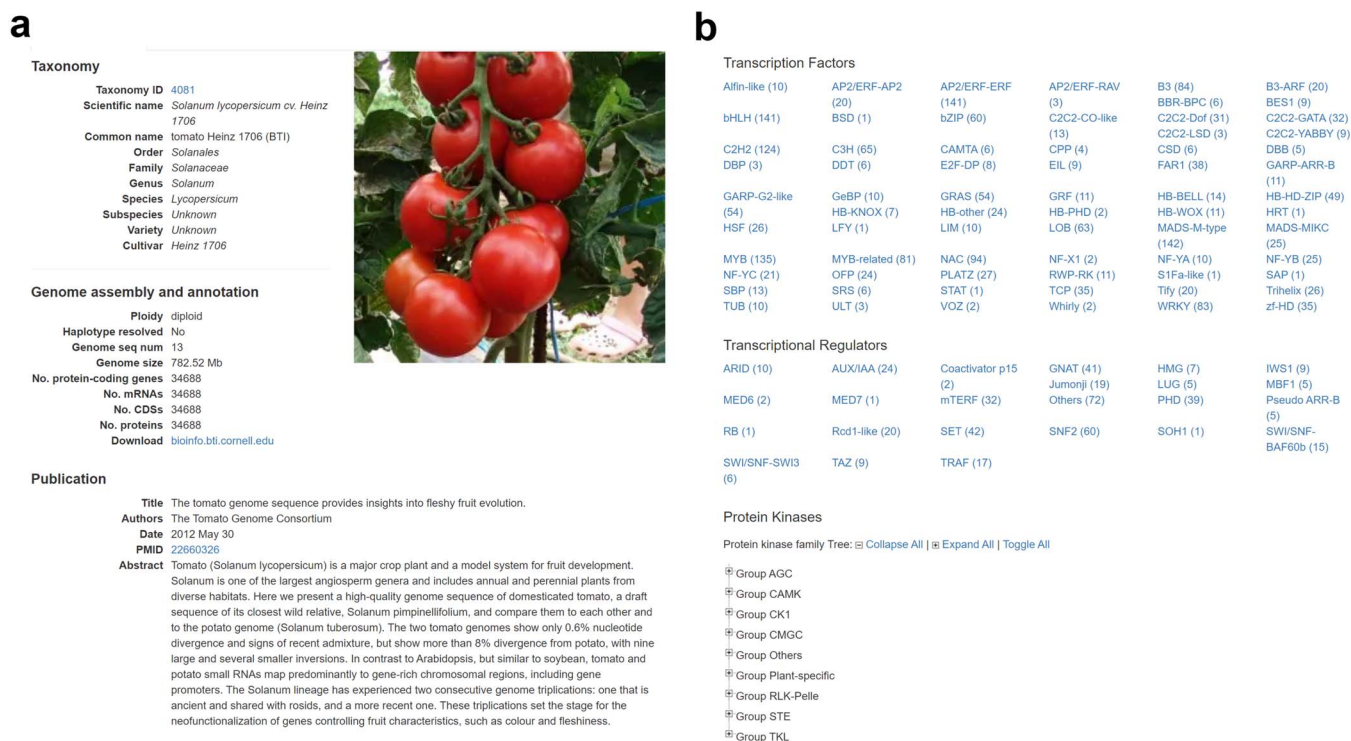 a
Taxonomy
Taxonomy ID 4081
Scientific name Solanum lycopersicum cv. Heinz
1706
Common name tomato Heinz 1706 (BTI)
Order Solanales
Family Solanaceae
Genus Solanum
Species Lycopersicum
Subspecies Unknown
Variety Unknown
Cultivar Heinz 1706
Genome assembly and annotation
Ploidy diploid
Haplotype resolved No
Genome seq num 13
Genome size 782.52 Mb
No. protein-coding genes 34688
No. mRNAs 34688
No. CDSs 34688
No. proteins 34688
Download bioinfo.bti.cornell.edu
Publication
Title The tomato genome sequence provides insights into fleshy fruit evolution.
Authors The Tomato Genome Consortium
Date 2012 May 30
PMID 22660326
Abstract Tomato (Solanum lycopersicum) is a major crop plant and a model system for fruit development.
Solanum is one of the largest angiosperm genera and includes annual and perennial plants from
diverse habitats. Here we present a high-quality genome sequence of domesticated tomato, a draft
sequence of its closest wild relative, Solanum pimpinellifolium, and compare them to each other and
to the potato genome (Solanum tuberosum). The two tomato genomes show only 0.6% nucleotide
divergence and signs of recent admixture, but show more than 8% divergence from potato, with nine
large and several smaller inversions. In contrast to Arabidopsis, but similar to soybean, tomato and
potato small RNAs map predominantly to gene-rich chromosomal regions, including gene
promoters. The Solanum lineage has experienced two consecutive genome triplications: one that is
ancient and shared with rosids, and a more recent one. These triplications set the stage for the
neofunctionalization of genes controlling fruit characteristics, such as colour and fleshiness.
b
Transcription Factors
Alfin-like (10) AP2/ERF-AP2 AP2/ERF-ERF AP2/ERF-RAV B3 (84) B3-ARF (20)
(20) (141) (3) BBR-BPC (6) BES1 (9)
bHLH (141) BSD (1) bZIP (60) C2C2-CO-like C2C2-Dof (31) C2C2-GATA (32)
(13) C2C2-LSD (3) C2C2-YABBY (9)
C2H2 (124) C3H (65) CAMTA (6) CPP (4) CSD (6) DBB (5)
DBP (3) DDT (6) E2F-DP (8) EIL (9) FAR1 (38) GARP-ARR-B
(11)
GARP-G2-like GeBP (10) GRAS (54) GRF (11) HB-BELL (14) HB-HD-ZIP (49)
(54) HB-KNOX (7) HB-other (24) HB-PHD (2) HB-WOX (11) HRT (1)
HSF (26) LFY (1) LIM (10) LOB (63) MADS-M-type MADS-MIKC
(142) (25)
MYB (135) MYB-related (81) NAC (94) NF-X1 (2) NF-YA (10) NF-YB (25)
NF-YC (21) OFP (24) PLATZ (27) RWP-RK (11) S1Fa-like (1) SAP (1)
SBP (13) SRS (6) STAT (1) TCP (35) Tify (20) Trihelix (26)
TUB (10) ULT (3) VOZ (2) Whirly (2) WRKY (83) zf-HD (35)
Transcriptional Regulators
ARID (10) AUX/IAA (24) Coactivator p15 GNAT (41) HMG (7) IWS1 (9)
(2) Jumonji (19) LUG (5) MBF1 (5)
MED6 (2) MED7 (1) mTERF (32) Others (72) PHD (39) Pseudo ARR-B
(5)
RB (1) Rcd1-like (20) SET (42) SNF2 (60) SOH1 (1) SWI/SNF-
BAF60b (15)
SWI/SNF-SWI3 TAZ (9) TRAF (17)
(6)
Protein Kinases
Protein kinase family Tree: Collapse All | Expand All | Toggle All
Group AGC
Group CAMK
Group CK1
Group CMGC
Group Others
Group Plant-specific
Group RLK-Pelle
Group STE
Group TKL